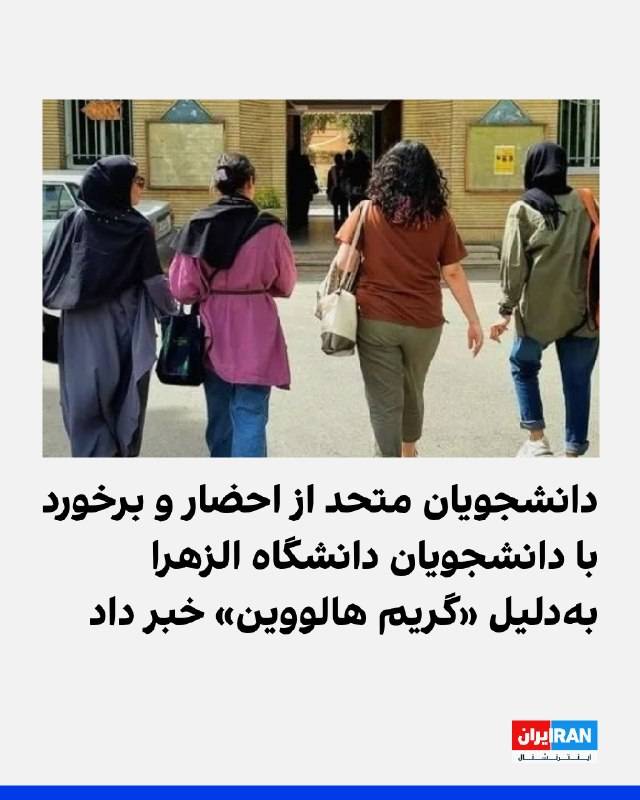 دانشجویان متحد از احضار و برخورد
با دانشجویان دانشگاه الزهرا
به‌دلیل «گریم هالووین» خبر داد
ایران IRAN
اینترنشنال